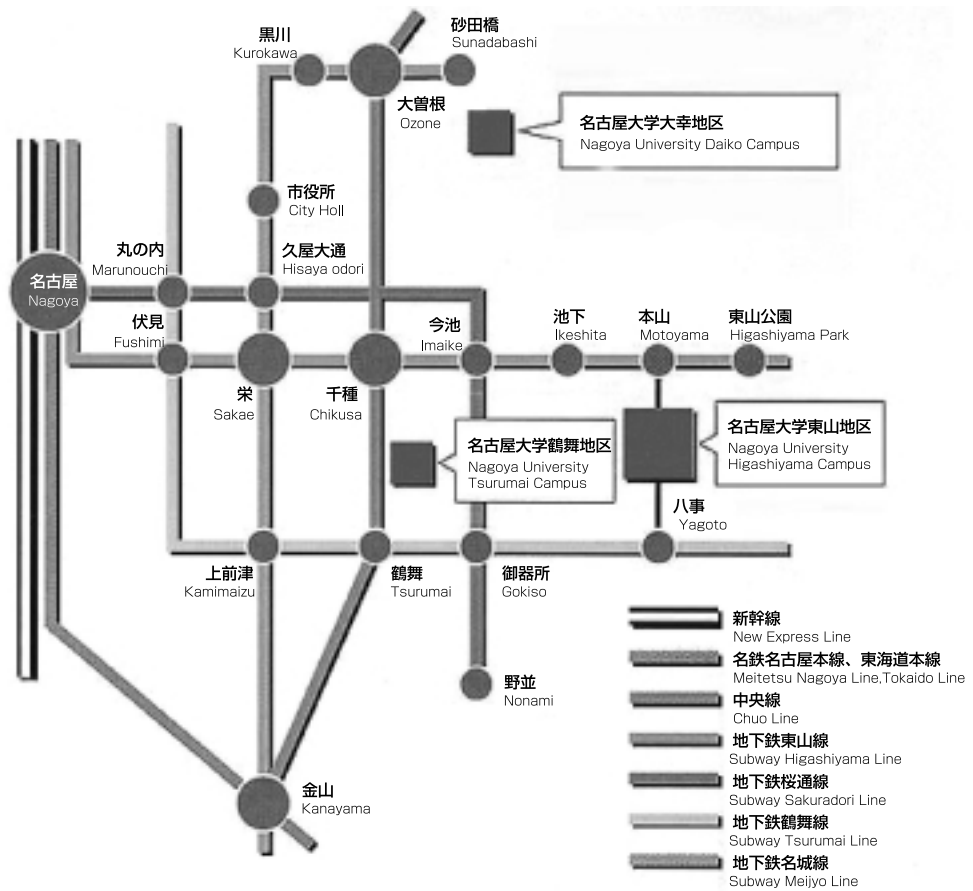 黒川
Kurokawa
砂田橋
Sunadabashi
大曽根
Ozone
名古屋大学大幸地区
Nagoya University Daiko Campus
市役所
City Holl
丸の内
Marunouchi
久屋大通
Hisaya odori
名古屋
Nagoya
伏見
Fushimi
今池
Imaike
池下
Ikeshita
本山
Motoyama
東山公園
Higashiyama Park
栄
Sakae
千種
Chikusa
名古屋大学鶴舞地区
Nagoya University
Tsurumai Campus
名古屋大学東山地区
Nagoya University
Higashiyama Campus
八事
Yagoto
上前津
Kamimaizu
鶴舞
Tsurumai
御器所
Gokiso
野並
Nonami
金山
Kanayama
新幹線
New Express Line
名鉄名古屋本線、東海道本線
Meitetsu Nagoya Line,Tokaido Line
中央線
Chuo Line
地下鉄東山線
Subway Higashiyama Line
地下鉄桜通線
Subway Sakuradori Line
地下鉄鶴舞線
Subway Tsurumai Line
地下鉄名城線
Subway Meijyo Line